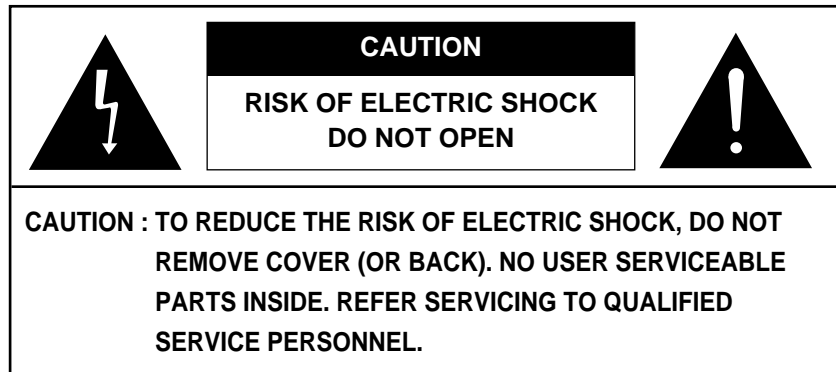 CAUTION
RISK OF ELECTRIC SHOCK
DO NOT OPEN
CAUTION : TO REDUCE THE RISK OF ELECTRIC SHOCK, DO NOT
REMOVE COVER (OR BACK). NO USER SERVICEABLE
PARTS INSIDE. REFER SERVICING TO QUALIFIED
SERVICE PERSONNEL.